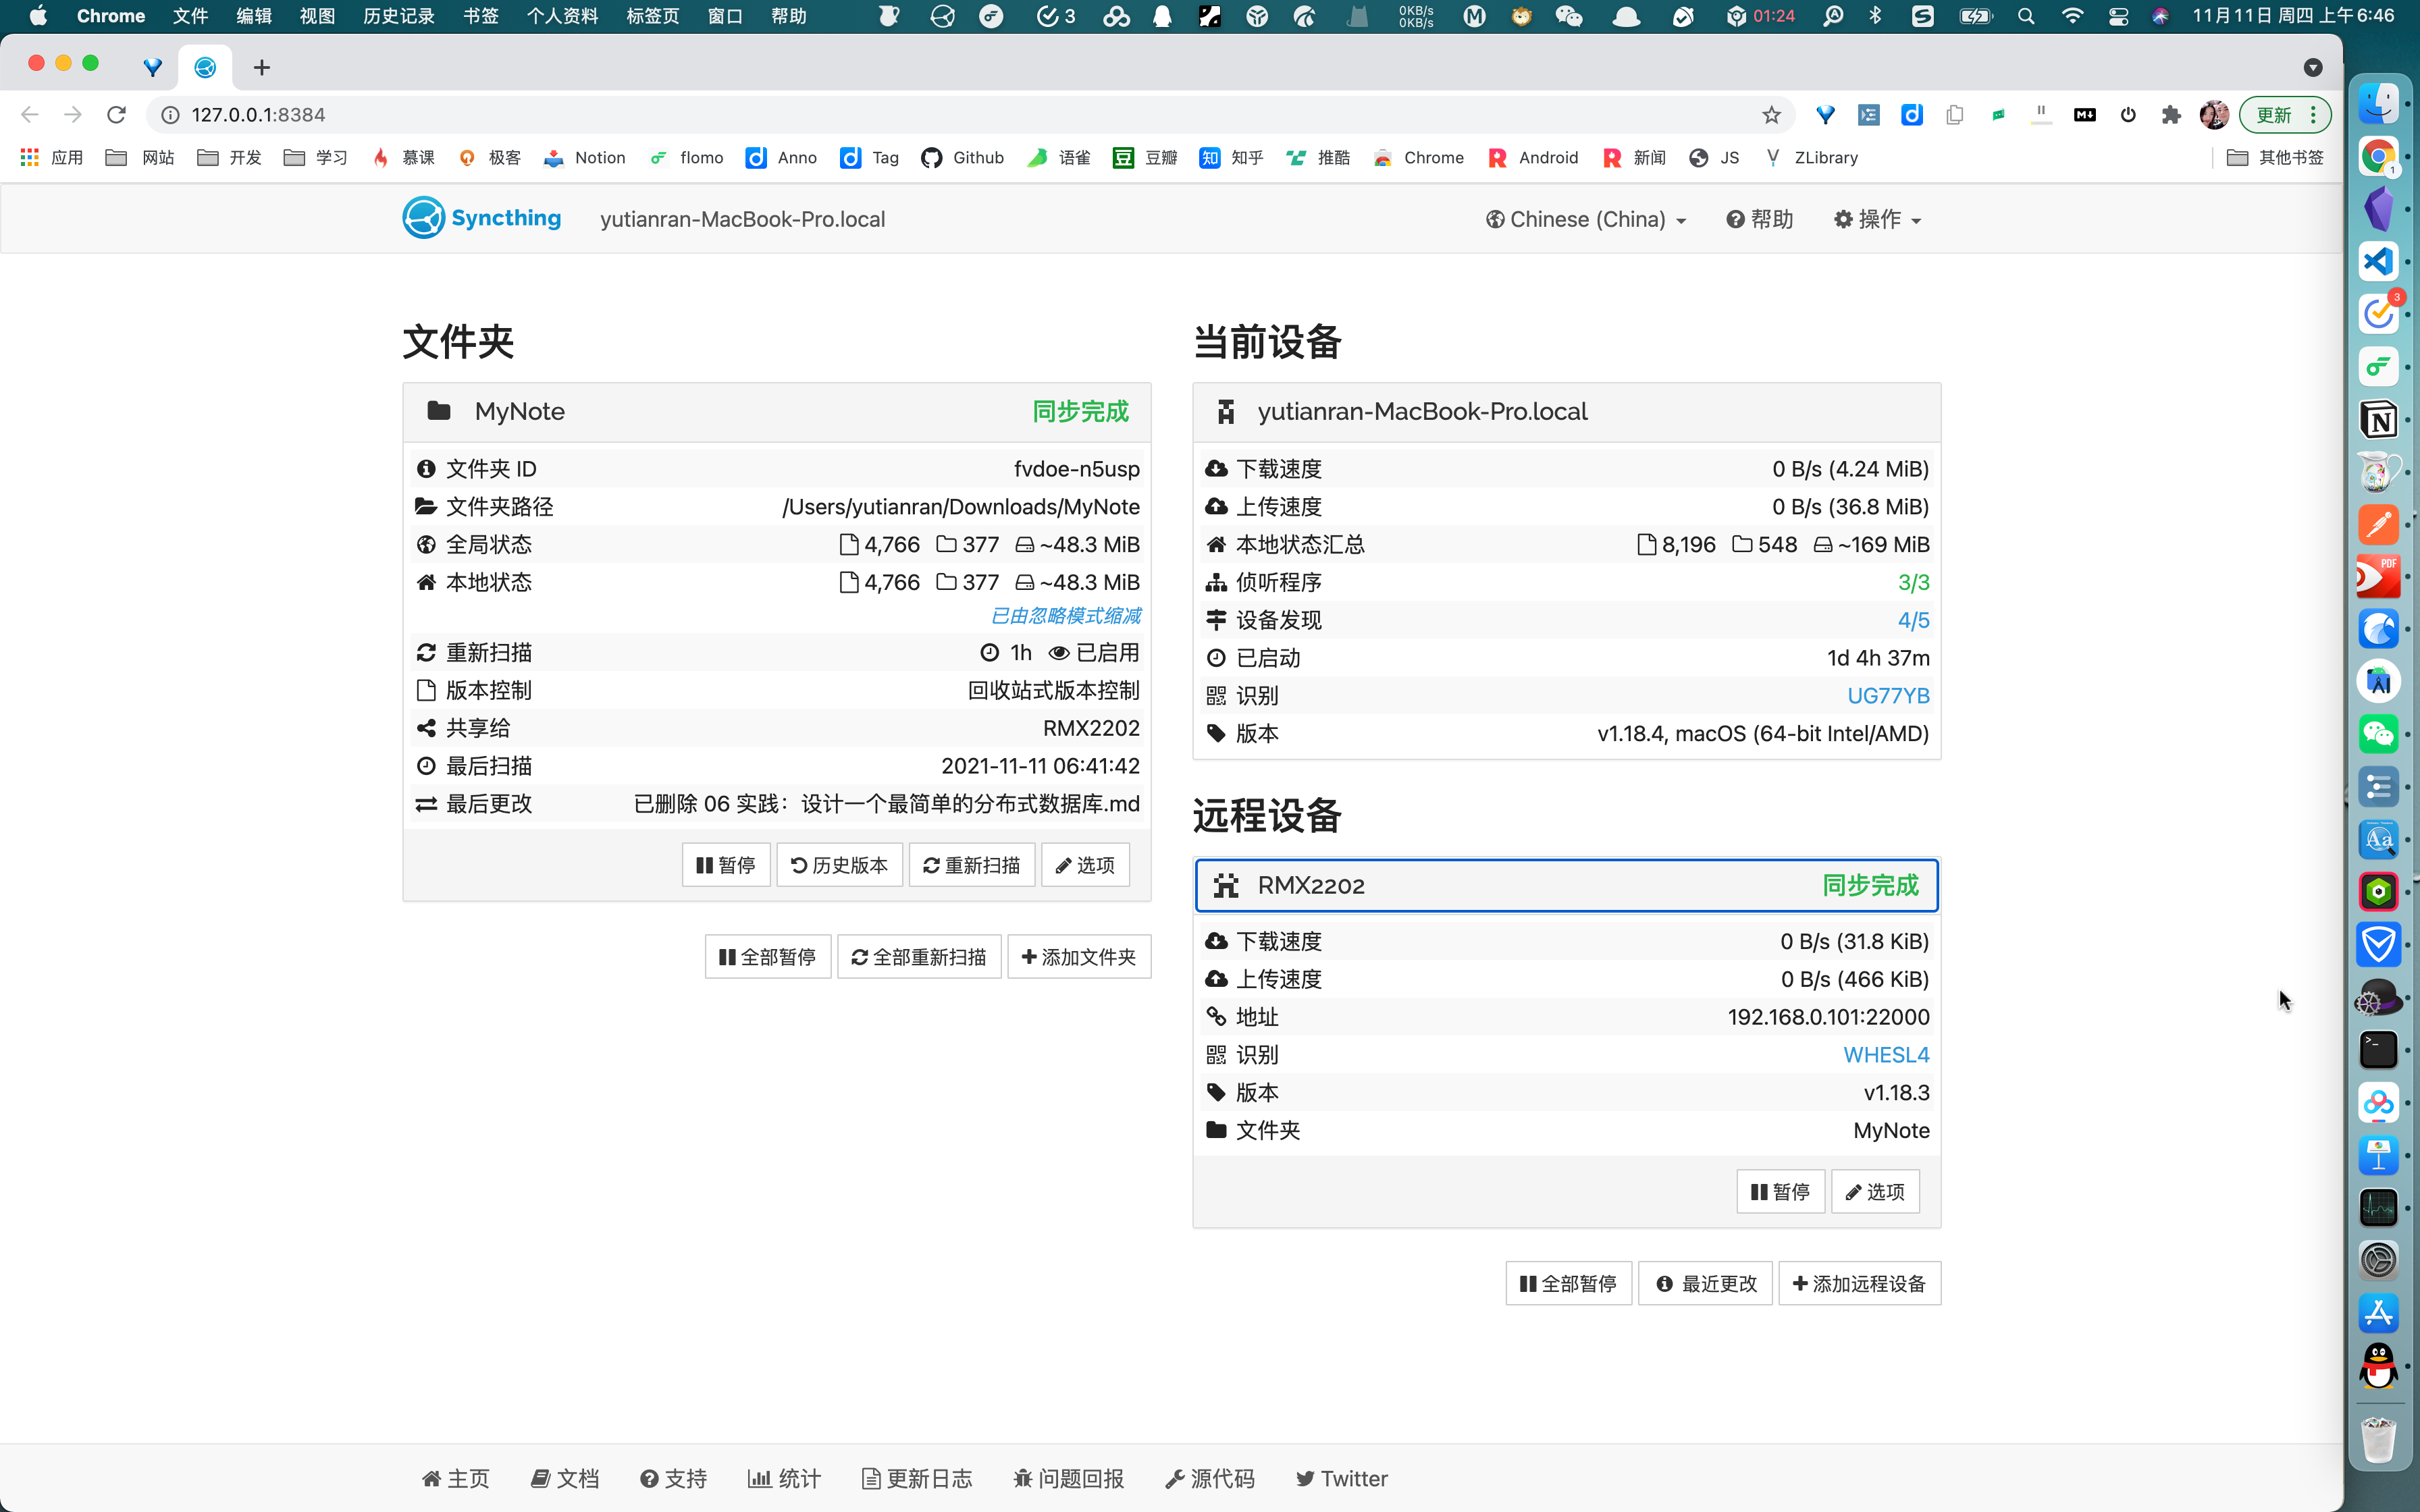 Chrome 文件 编辑 视图 历史记录 书签 个人资料 标签页 窗口 帮助 3 0KB/s 0KB/s 01:24 11月11日 周四 上午6:46
127.0.0.1:8384 更新
应用 网站 开发 学习 慕课 极客 Notion flomo Anno Tag Github 语雀 豆瓣 知乎 推酷 Chrome Android 新闻 JS ZLibrary 其他书签
Syncthing yutianran-MacBook-Pro.local Chinese (China) 帮助 操作
文件夹
MyNote 同步完成
文件夹 ID fvdoe-n5usp
文件夹路径 /Users/yutianran/Downloads/MyNote
全局状态 4,766 377 ~48.3 MiB
本地状态 4,766 377 ~48.3 MiB
已由忽略模式缩减
重新扫描 1h 已启用
版本控制 回收站式版本控制
共享给 RMX2202
最后扫描 2021-11-11 06:41:42
最后更改 已删除 06 实践：设计一个最简单的分布式数据库.md
暂停 历史版本 重新扫描 选项
全部暂停 全部重新扫描 添加文件夹
当前设备
yutianran-MacBook-Pro.local
下载速度 0 B/s (4.24 MiB)
上传速度 0 B/s (36.8 MiB)
本地状态汇总 8,196 548 ~169 MiB
侦听程序 3/3
设备发现 4/5
已启动 1d 4h 37m
识别 UG77YB
版本 v1.18.4, macOS (64-bit Intel/AMD)
远程设备
RMX2202 同步完成
下载速度 0 B/s (31.8 KiB)
上传速度 0 B/s (466 KiB)
地址 192.168.0.101:22000
识别 WHESL4
版本 v1.18.3
文件夹 MyNote
暂停 选项
全部暂停 最近更改 添加远程设备
主页 文档 支持 统计 更新日志 问题回报 源代码 Twitter
1
3
PDF